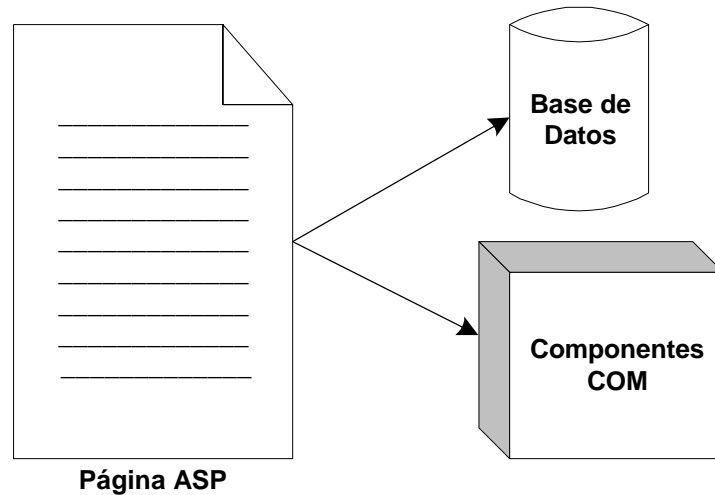 Base de
Datos
Componentes
COM
Página ASP